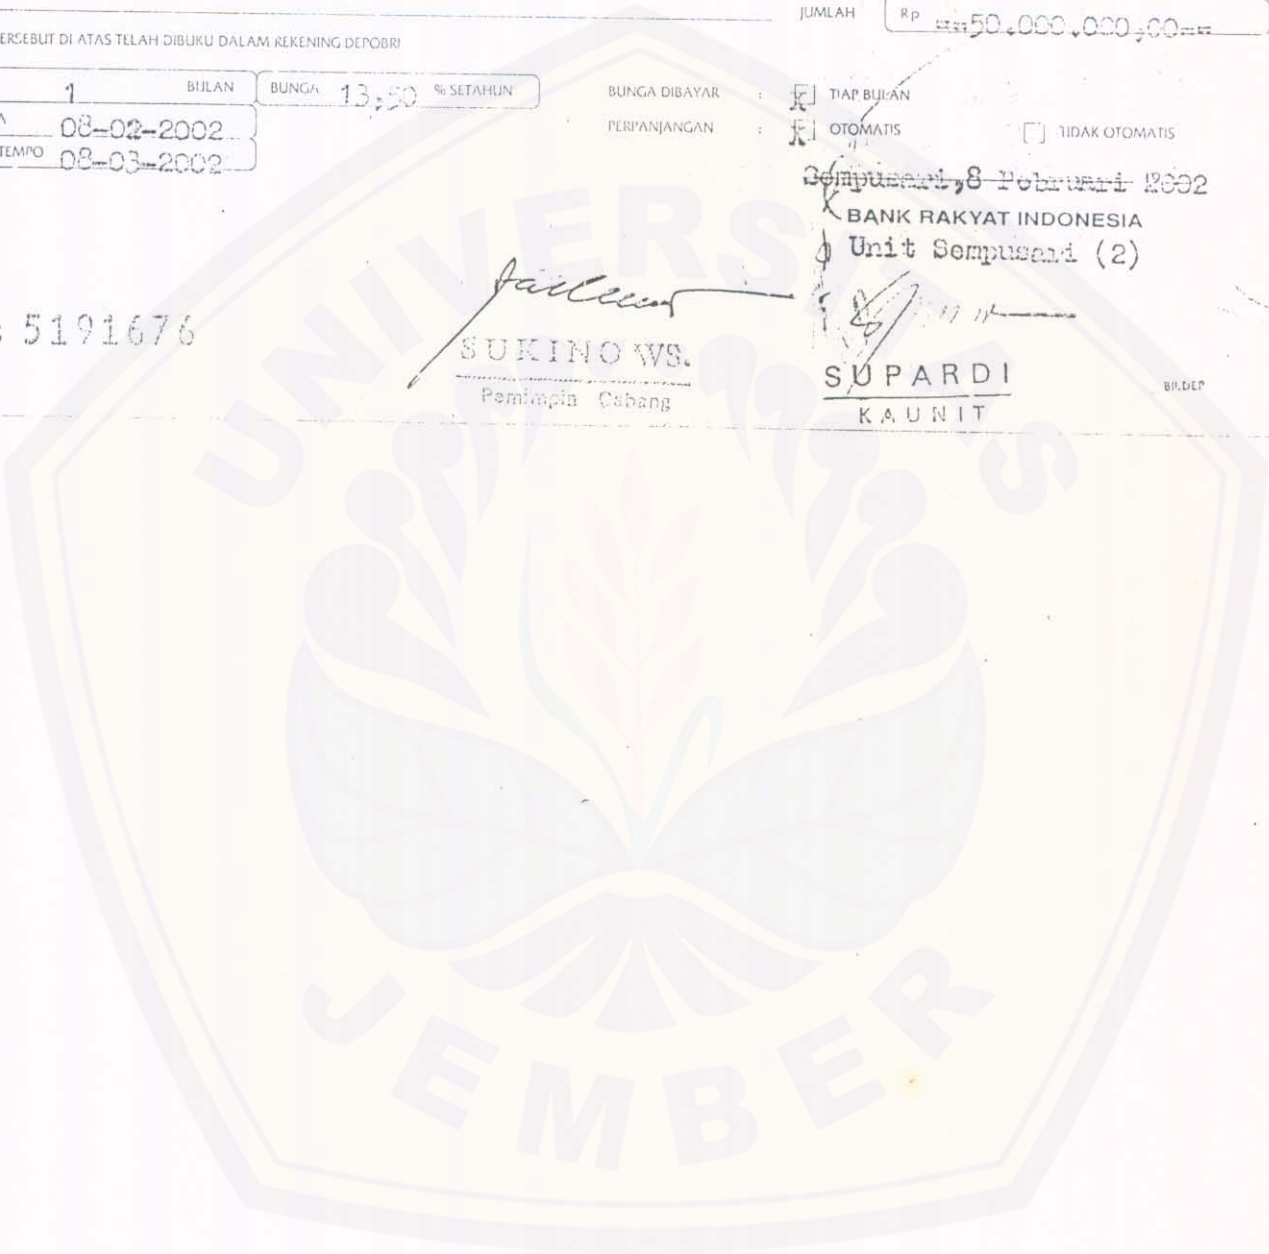 JUMLAH Rp ==50.000.000,00==
ERSEBUT DI ATAS TELAH DIBUKU DALAM REKENING DEPOBRI
1 BULAN BUNGA 13,50 % SETAHUN BUNGA DIBAYAR : TIAP BULAN
A 08-02-2002 PERPANJANGAN : OTOMATIS TIDAK OTOMATIS
TEMPO 08-03-2002
Sempusari,8 Pebruari 2002
BANK RAKYAT INDONESIA
Unit Sempusari (2)
5191676
SUKINO WS.
Pemimpin Cabang
SUPARDI
KAUNIT
BII.DEP
UNIVERSITAS
JEMBER